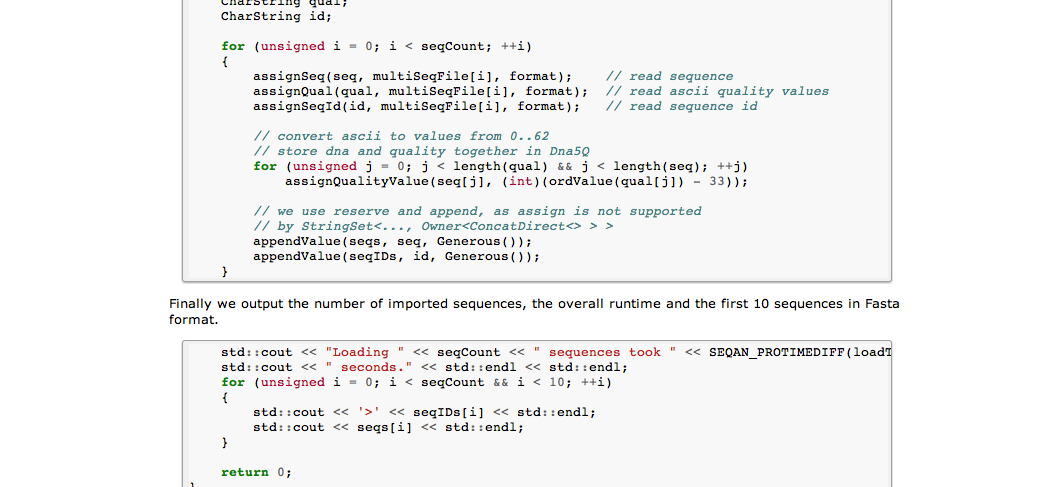 CharString qual;
CharString id;
for (unsigned i = 0; i < seqCount; ++i)
{
assignSeq(seq, multiSeqFile[i], format); // read sequence
assignQual(qual, multiSeqFile[i], format); // read ascii quality values
assignSeqId(id, multiSeqFile[i], format); // read sequence id
// convert ascii to values from 0..62
// store dna and quality together in Dna5Q
for (unsigned j = 0; j < length(qual) && j < length(seq); ++j)
assignQualityValue(seq[j], (int)(ordValue(qual[j]) - 33));
// we use reserve and append, as assign is not supported
// by StringSet<..., Owner<ConcatDirect<> > >
appendValue(seqs, seq, Generous());
appendValue(seqIDs, id, Generous());
}
Finally we output the number of imported sequences, the overall runtime and the first 10 sequences in Fasta
format.
std::cout << "Loading " << seqCount << " sequences took " << SEQAN_PROTIMEDIFF(loadT
std::cout << " seconds." << std::endl << std::endl;
for (unsigned i = 0; i < seqCount && i < 10; ++i)
{
std::cout << '>' << seqIDs[i] << std::endl;
std::cout << seqs[i] << std::endl;
}
return 0;
}